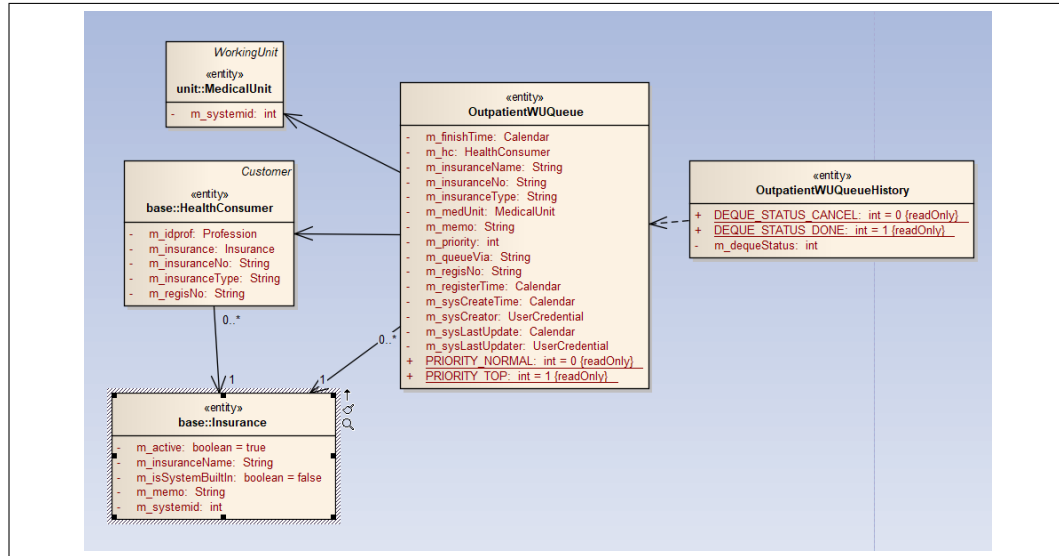 WorkingUnit
«entity»
unit::MedicalUnit
- m_systemid: int
Customer
«entity»
base::HealthConsumer
- m_idprof: Profession
- m_insurance: Insurance
- m_insuranceNo: String
- m_insuranceType: String
- m_regisNo: String
0..*
1
«entity»
OutpatientWUQueue
- m_finishTime: Calendar
- m_hc: HealthConsumer
- m_insuranceName: String
- m_insuranceNo: String
- m_insuranceType: String
- m_medUnit: MedicalUnit
- m_memo: String
- m_priority: int
- m_queueVia: String
- m_regisNo: String
- m_registerTime: Calendar
- m_sysCreateTime: Calendar
- m_sysCreator: UserCredential
- m_sysLastUpdate: Calendar
- m_sysLastUpdater: UserCredential
+ PRIORITY_NORMAL: int = 0 {readOnly}
+ PRIORITY_TOP: int = 1 {readOnly}
0..*
1
«entity»
OutpatientWUQueueHistory
+ DEQUE_STATUS_CANCEL: int = 0 {readOnly}
+ DEQUE_STATUS_DONE: int = 1 {readOnly}
- m_dequeStatus: int
«entity»
base::Insurance
- m_active: boolean = true
- m_insuranceName: String
- m_isSystemBuiltIn: boolean = false
- m_memo: String
- m_systemid: int